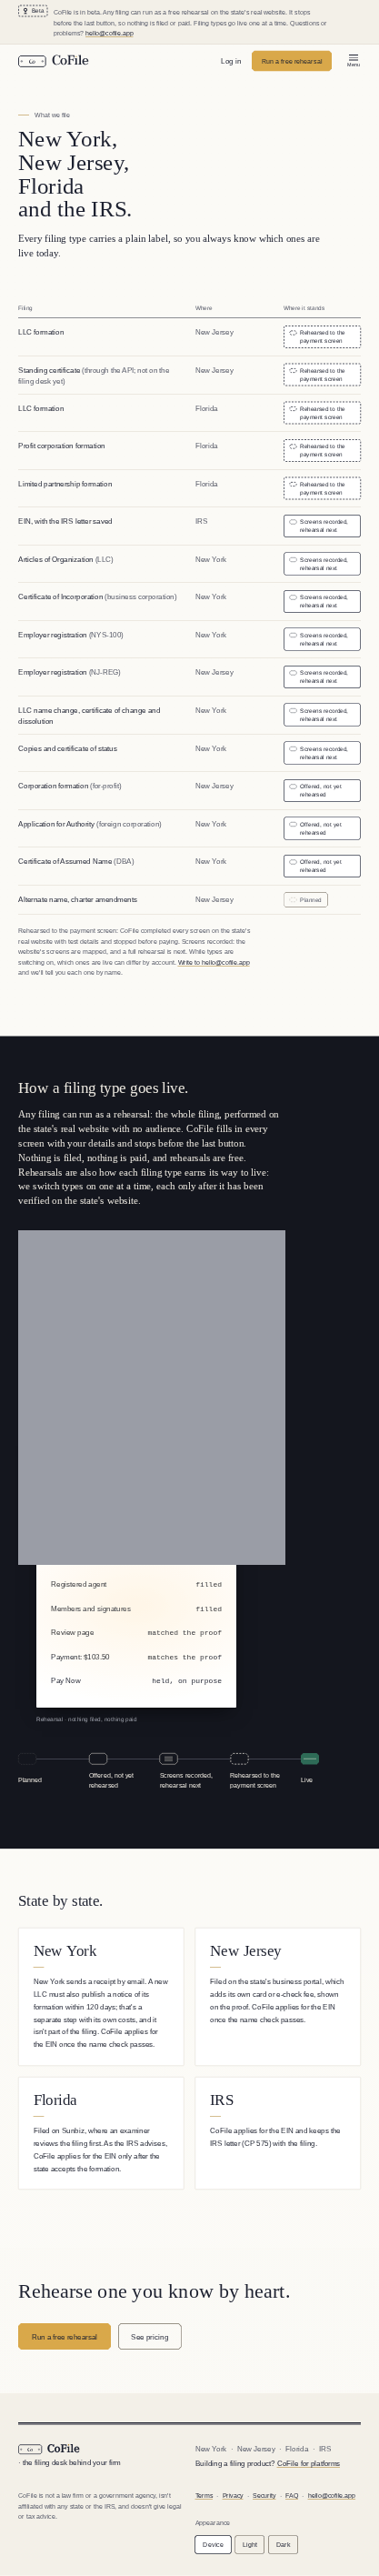 Beta
CoFile is in beta. Any filing can run as a free rehearsal on the state's real website. It stops
before the last button, so nothing is filed or paid. Filing types go live one at a time. Questions or
problems? hello@cofile.app
Co CoFile
Log in
Run a free rehearsal
Menu
What we file
New York,
New Jersey,
Florida
and the IRS.
Every filing type carries a plain label, so you always know which ones are
live today.
Filing Where Where it stands
LLC formation New Jersey Rehearsed to the
payment screen
Standing certificate (through the API; not on the
filing desk yet) New Jersey Rehearsed to the
payment screen
LLC formation Florida Rehearsed to the
payment screen
Profit corporation formation Florida Rehearsed to the
payment screen
Limited partnership formation Florida Rehearsed to the
payment screen
EIN, with the IRS letter saved IRS Screens recorded,
rehearsal next
Articles of Organization (LLC) New York Screens recorded,
rehearsal next
Certificate of Incorporation (business corporation) New York Screens recorded,
rehearsal next
Employer registration (NYS-100) New York Screens recorded,
rehearsal next
Employer registration (NJ-REG) New Jersey Screens recorded,
rehearsal next
LLC name change, certificate of change and
dissolution New York Screens recorded,
rehearsal next
Copies and certificate of status New York Screens recorded,
rehearsal next
Corporation formation (for-profit) New Jersey Offered, not yet
rehearsed
Application for Authority (foreign corporation) New York Offered, not yet
rehearsed
Certificate of Assumed Name (DBA) New York Offered, not yet
rehearsed
Alternate name, charter amendments New Jersey Planned
Rehearsed to the payment screen: CoFile completed every screen on the state's
real website with test details and stopped before paying. Screens recorded: the
website's screens are mapped, and a full rehearsal is next. While types are
switching on, which ones are live can differ by account. Write to hello@cofile.app
and we'll tell you each one by name.
How a filing type goes live.
Any filing can run as a rehearsal: the whole filing, performed on
the state's real website with no audience. CoFile fills in every
screen with your details and stops before the last button.
Nothing is filed, nothing is paid, and rehearsals are free.
Rehearsals are also how each filing type earns its way to live:
we switch types on one at a time, each only after it has been
verified on the state's website.
Registered agent filled
Members and signatures filled
Review page matched the proof
Payment: $103.50 matches the proof
Pay Now held, on purpose
Rehearsal · nothing filed, nothing paid
Planned
Offered, not yet
rehearsed
Screens recorded,
rehearsal next
Rehearsed to the
payment screen
Live
State by state.
New York
New York sends a receipt by email. A new
LLC must also publish a notice of its
formation within 120 days; that's a
separate step with its own costs, and it
isn't part of the filing. CoFile applies for
the EIN once the name check passes.
New Jersey
Filed on the state's business portal, which
adds its own card or e-check fee, shown
on the proof. CoFile applies for the EIN
once the name check passes.
Florida
Filed on Sunbiz, where an examiner
reviews the filing first. As the IRS advises,
CoFile applies for the EIN only after the
state accepts the formation.
IRS
CoFile applies for the EIN and keeps the
IRS letter (CP 575) with the filing.
Rehearse one you know by heart.
Run a free rehearsal
See pricing
Co CoFile
· the filing desk behind your firm
New York · New Jersey · Florida · IRS
Building a filing product? CoFile for platforms
CoFile is not a law firm or a government agency, isn't
affiliated with any state or the IRS, and doesn't give legal
or tax advice.
Terms · Privacy · Security · FAQ · hello@cofile.app
Appearance
Device Light Dark